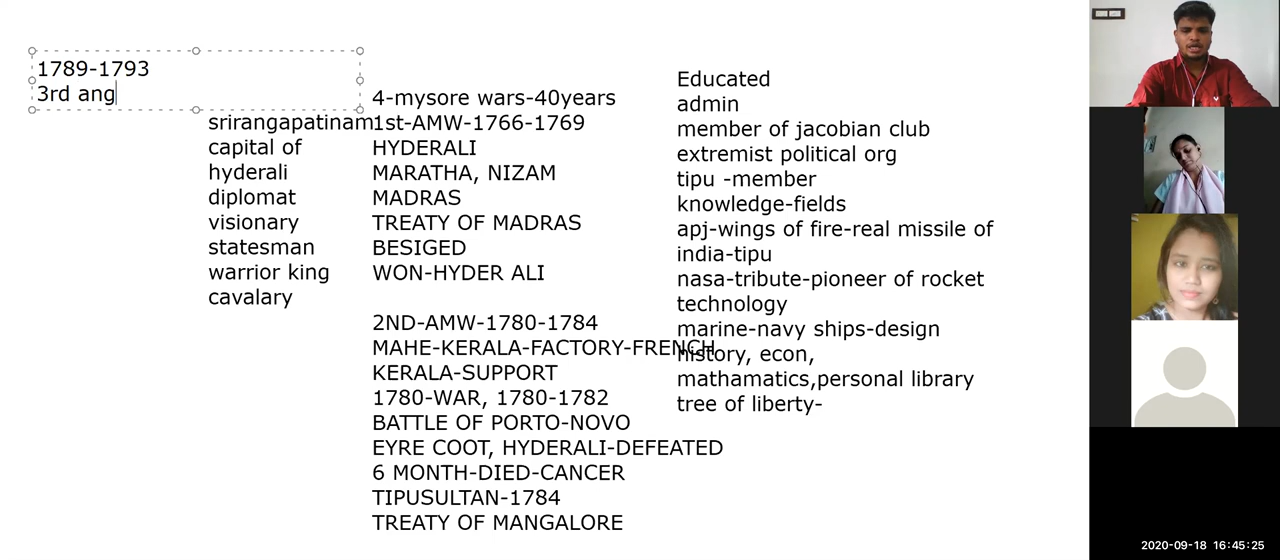 1789-1793
3rd ang
srirangapatinam
capital of
hyderali
diplomat
visionary
statesman
warrior king
cavalary
4-mysore wars-40years
1st-AMW-1766-1769
HYDERALI
MARATHA, NIZAM
MADRAS
TREATY OF MADRAS
BESIGED
WON-HYDER ALI
2ND-AMW-1780-1784
MAHE-KERALA-FACTORY-FRENCH
KERALA-SUPPORT
1780-WAR, 1780-1782
BATTLE OF PORTO-NOVO
EYRE COOT, HYDERALI-DEFEATED
6 MONTH-DIED-CANCER
TIPUSULTAN-1784
TREATY OF MANGALORE
Educated
admin
member of jacobian club
extremist political org
tipu -member
knowledge-fields
apj-wings of fire-real missile of
india-tipu
nasa-tribute-pioneer of rocket
technology
marine-navy ships-design
history, econ,
mathamatics,personal library
tree of liberty-
2020-09-18 16:45:25